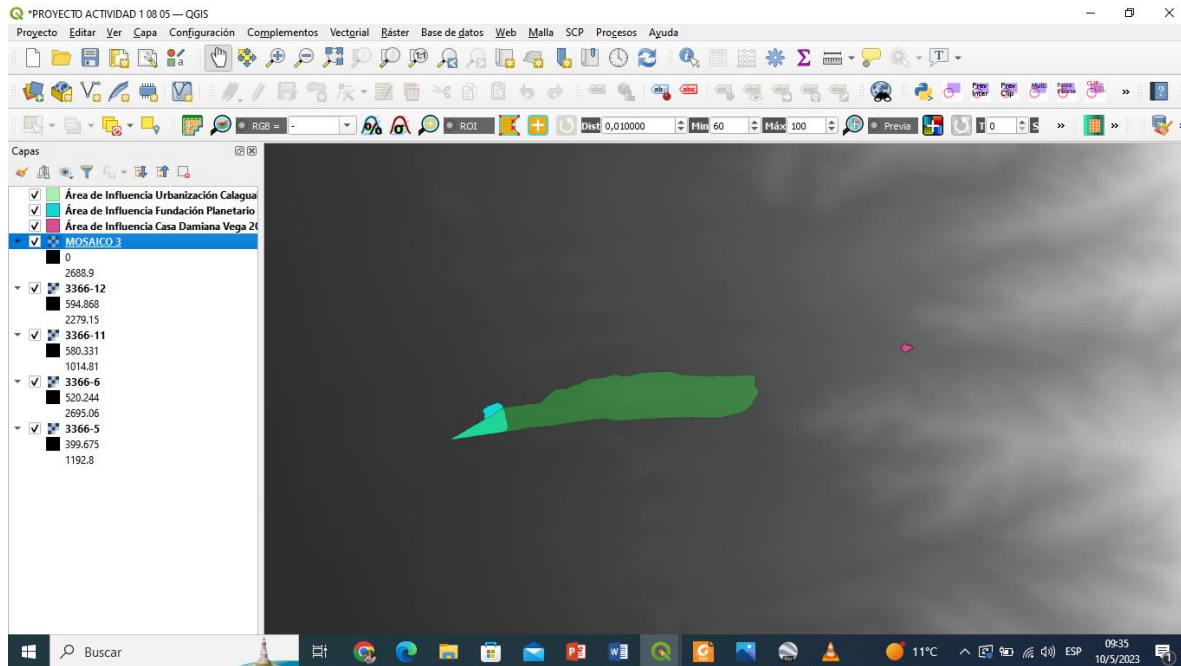 *PROYECTO ACTIVIDAD 1 08 05 — QGIS
Proyecto Editar Ver Capa Configuración Complementos Vectorial Ráster Base de datos Web Malla SCP Procesos Ayuda
RGB = - ROI Dist 0,010000 Min 60 Máx 100 Previa T 0 S » »
Capas
Área de Influencia Urbanización Calagua
Área de Influencia Fundación Planetario
Área de Influencia Casa Damiana Vega 20
MOSAICO 3
0
2688.9
3366-12
594.868
2279.15
3366-11
580.331
1014.81
3366-6
520.244
2695.06
3366-5
399.675
1192.8
Buscar
11°C ESP
09:35
10/5/2023